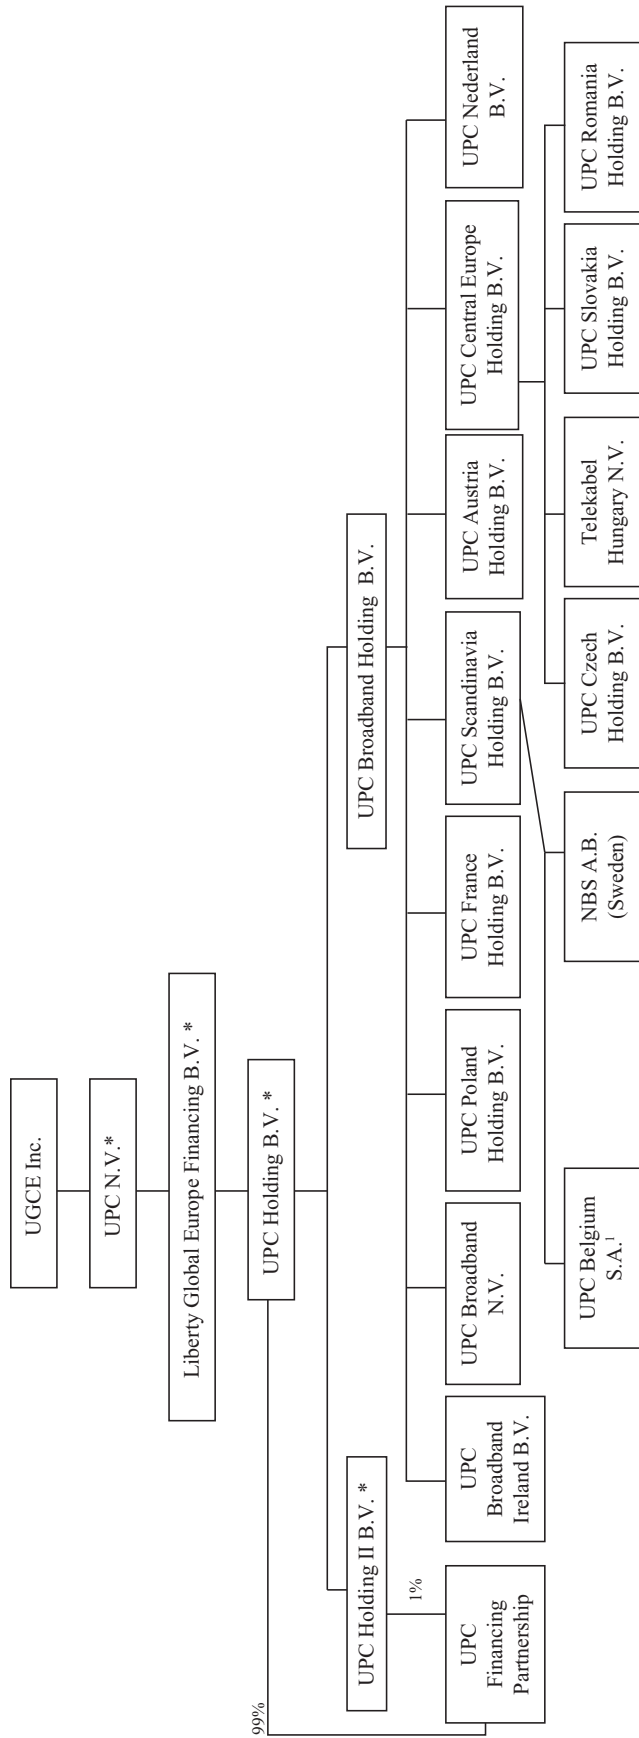 UGCE Inc.
UPC N.V.*
Liberty Global Europe Financing B.V. *
UPC Holding B.V. *
99%
UPC Holding II B.V. *
UPC Broadband Holding B.V.
1%
UPC
Financing
Partnership
UPC
Broadband
Ireland B.V.
UPC Broadband
N.V.
UPC Poland
Holding B.V.
UPC France
Holding B.V.
UPC Scandinavia
Holding B.V.
UPC Austria
Holding B.V.
UPC Central Europe
Holding B.V.
UPC Nederland
B.V.
UPC Belgium
S.A.¹
NBS A.B.
(Sweden)
UPC Czech
Holding B.V.
Telekabel
Hungary N.V.
UPC Slovakia
Holding B.V.
UPC Romania
Holding B.V.